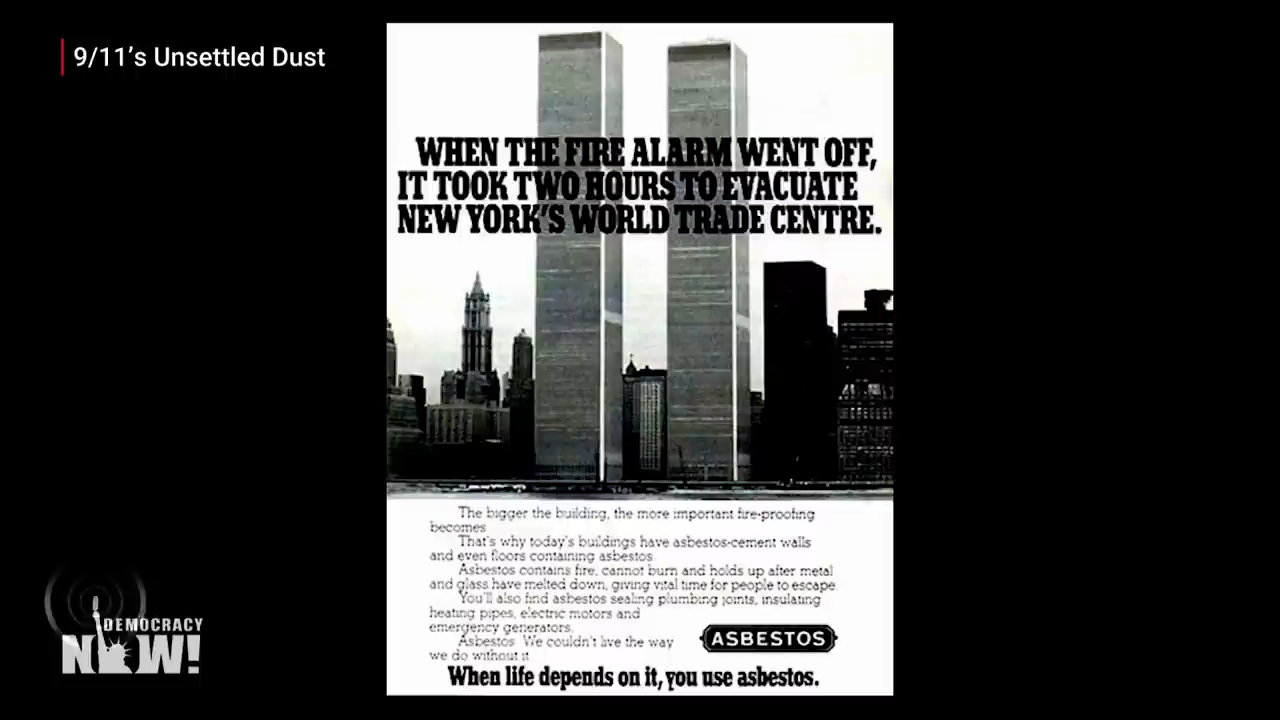 9/11's Unsettled Dust
WHEN THE FIRE ALARM WENT OFF,
IT TOOK TWO HOURS TO EVACUATE
NEW YORK'S WORLD TRADE CENTRE.
The bigger the building, the more important fire-proofing
becomes
That's why today's buildings have asbestos-cement walls
and even floors containing asbestos.
Asbestos contains fire, cannot burn and holds up after metal
and glass have melted down, giving vital time for people to escape.
You'll also find asbestos sealing plumbing joints, insulating
heating pipes, electric motors and
emergency generators.
Asbestos We couldn't live the way
we do without it
ASBESTOS
When life depends on it, you use asbestos.
DEMOCRACY
NOW!